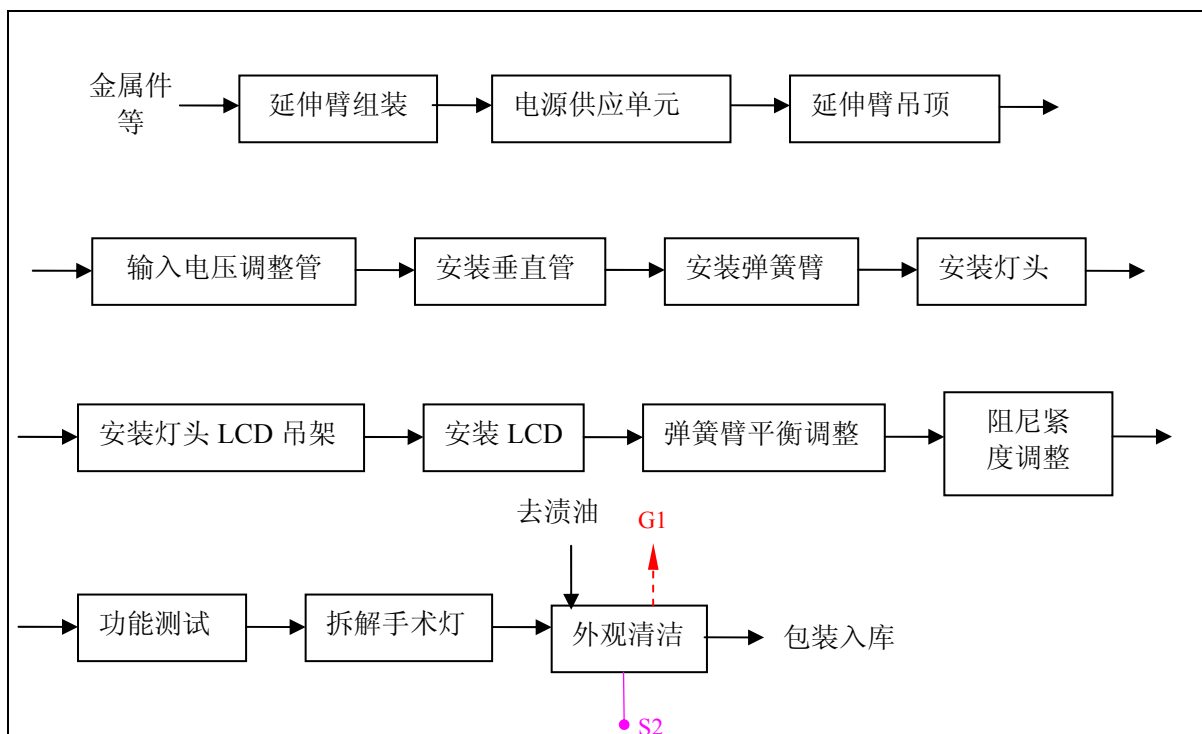 金属件
等
延伸臂组装
电源供应单元
延伸臂吊顶
输入电压调整管
安装垂直管
安装弹簧臂
安装灯头
安装灯头 LCD 吊架
安装 LCD
弹簧臂平衡调整
阻尼紧
度调整
去渍油
G1
功能测试
拆解手术灯
外观清洁
包装入库
S2